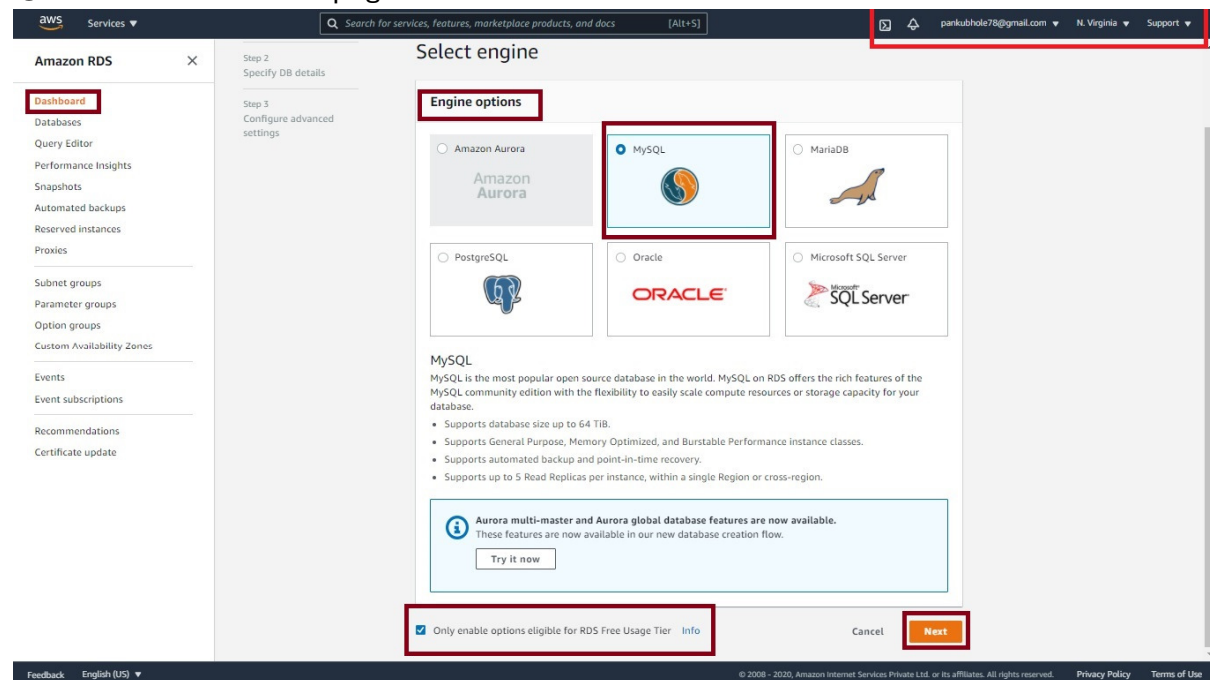 aws
Services ▼
Search for services, features, marketplace products, and docs [Alt+S]
pankubhole78@gmail.com ▼
N. Virginia ▼
Support ▼
Amazon RDS ×
Dashboard
Databases
Query Editor
Performance Insights
Snapshots
Automated backups
Reserved instances
Proxies
Subnet groups
Parameter groups
Option groups
Custom Availability Zones
Events
Event subscriptions
Recommendations
Certificate update
Step 2
Specify DB details
Step 3
Configure advanced
settings
Select engine
Engine options
Amazon Aurora
Amazon
Aurora
MySQL
MariaDB
PostgreSQL
Oracle
ORACLE
Microsoft SQL Server
Microsoft
SQL Server
MySQL
MySQL is the most popular open source database in the world. MySQL on RDS offers the rich features of the
MySQL community edition with the flexibility to easily scale compute resources or storage capacity for your
database.
• Supports database size up to 64 TiB.
• Supports General Purpose, Memory Optimized, and Burstable Performance instance classes.
• Supports automated backup and point-in-time recovery.
• Supports up to 5 Read Replicas per instance, within a single Region or cross-region.
Aurora multi-master and Aurora global database features are now available.
These features are now available in our new database creation flow.
Try it now
Only enable options eligible for RDS Free Usage Tier Info
Cancel
Next
Feedback
English (US) ▼
© 2008 - 2020, Amazon Internet Services Private Ltd. or its affiliates. All rights reserved.
Privacy Policy
Terms of Use